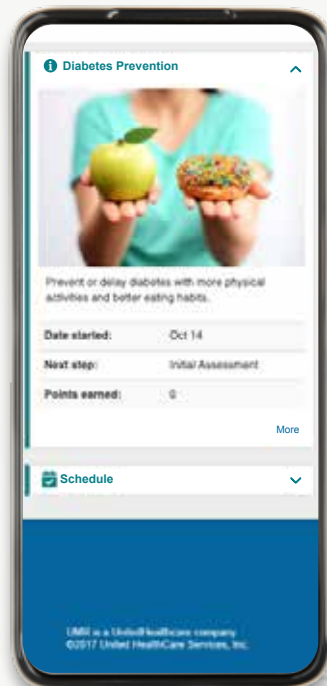 Diabetes Prevention
Prevent or delay diabetes with more physical
activities and better eating habits.
Date started: Oct 14
Next step: Initial Assessment
Points earned: 0
More
Schedule
UMR is a UnitedHealthcare company
©2017 United HealthCare Services, Inc.